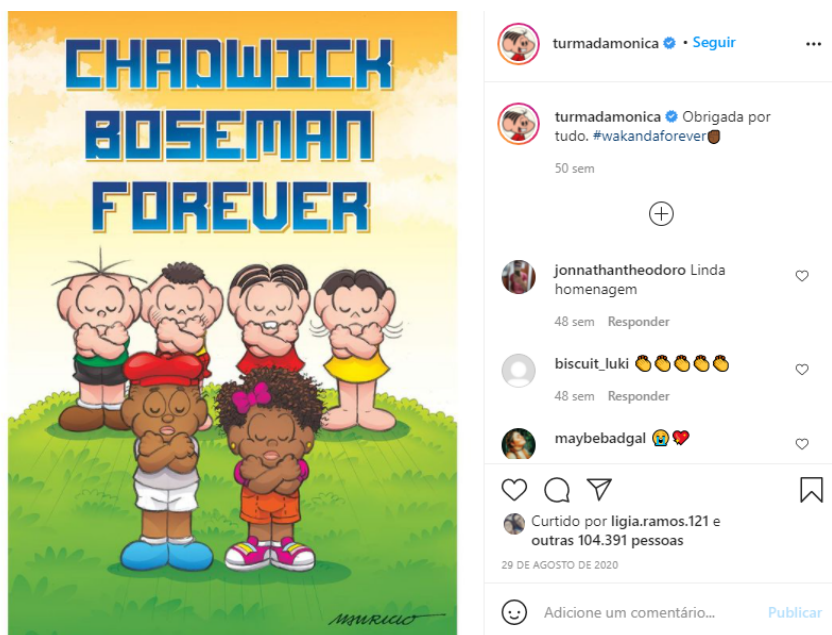 CHADWICK
BOSEMAN
FOREVER
MAURICIO
turmadamonica • Seguir
turmadamonica Obrigada por
tudo. #wakandaforever✊🏿
50 sem
jonnathantheodoro Linda
homenagem
48 sem Responder
biscuit_luki 👏👏👏👏👏
48 sem Responder
maybebadgal 😭💖
Curtido por ligia.ramos.121 e
outras 104.391 pessoas
29 DE AGOSTO DE 2020
Adicione um comentário... Publicar